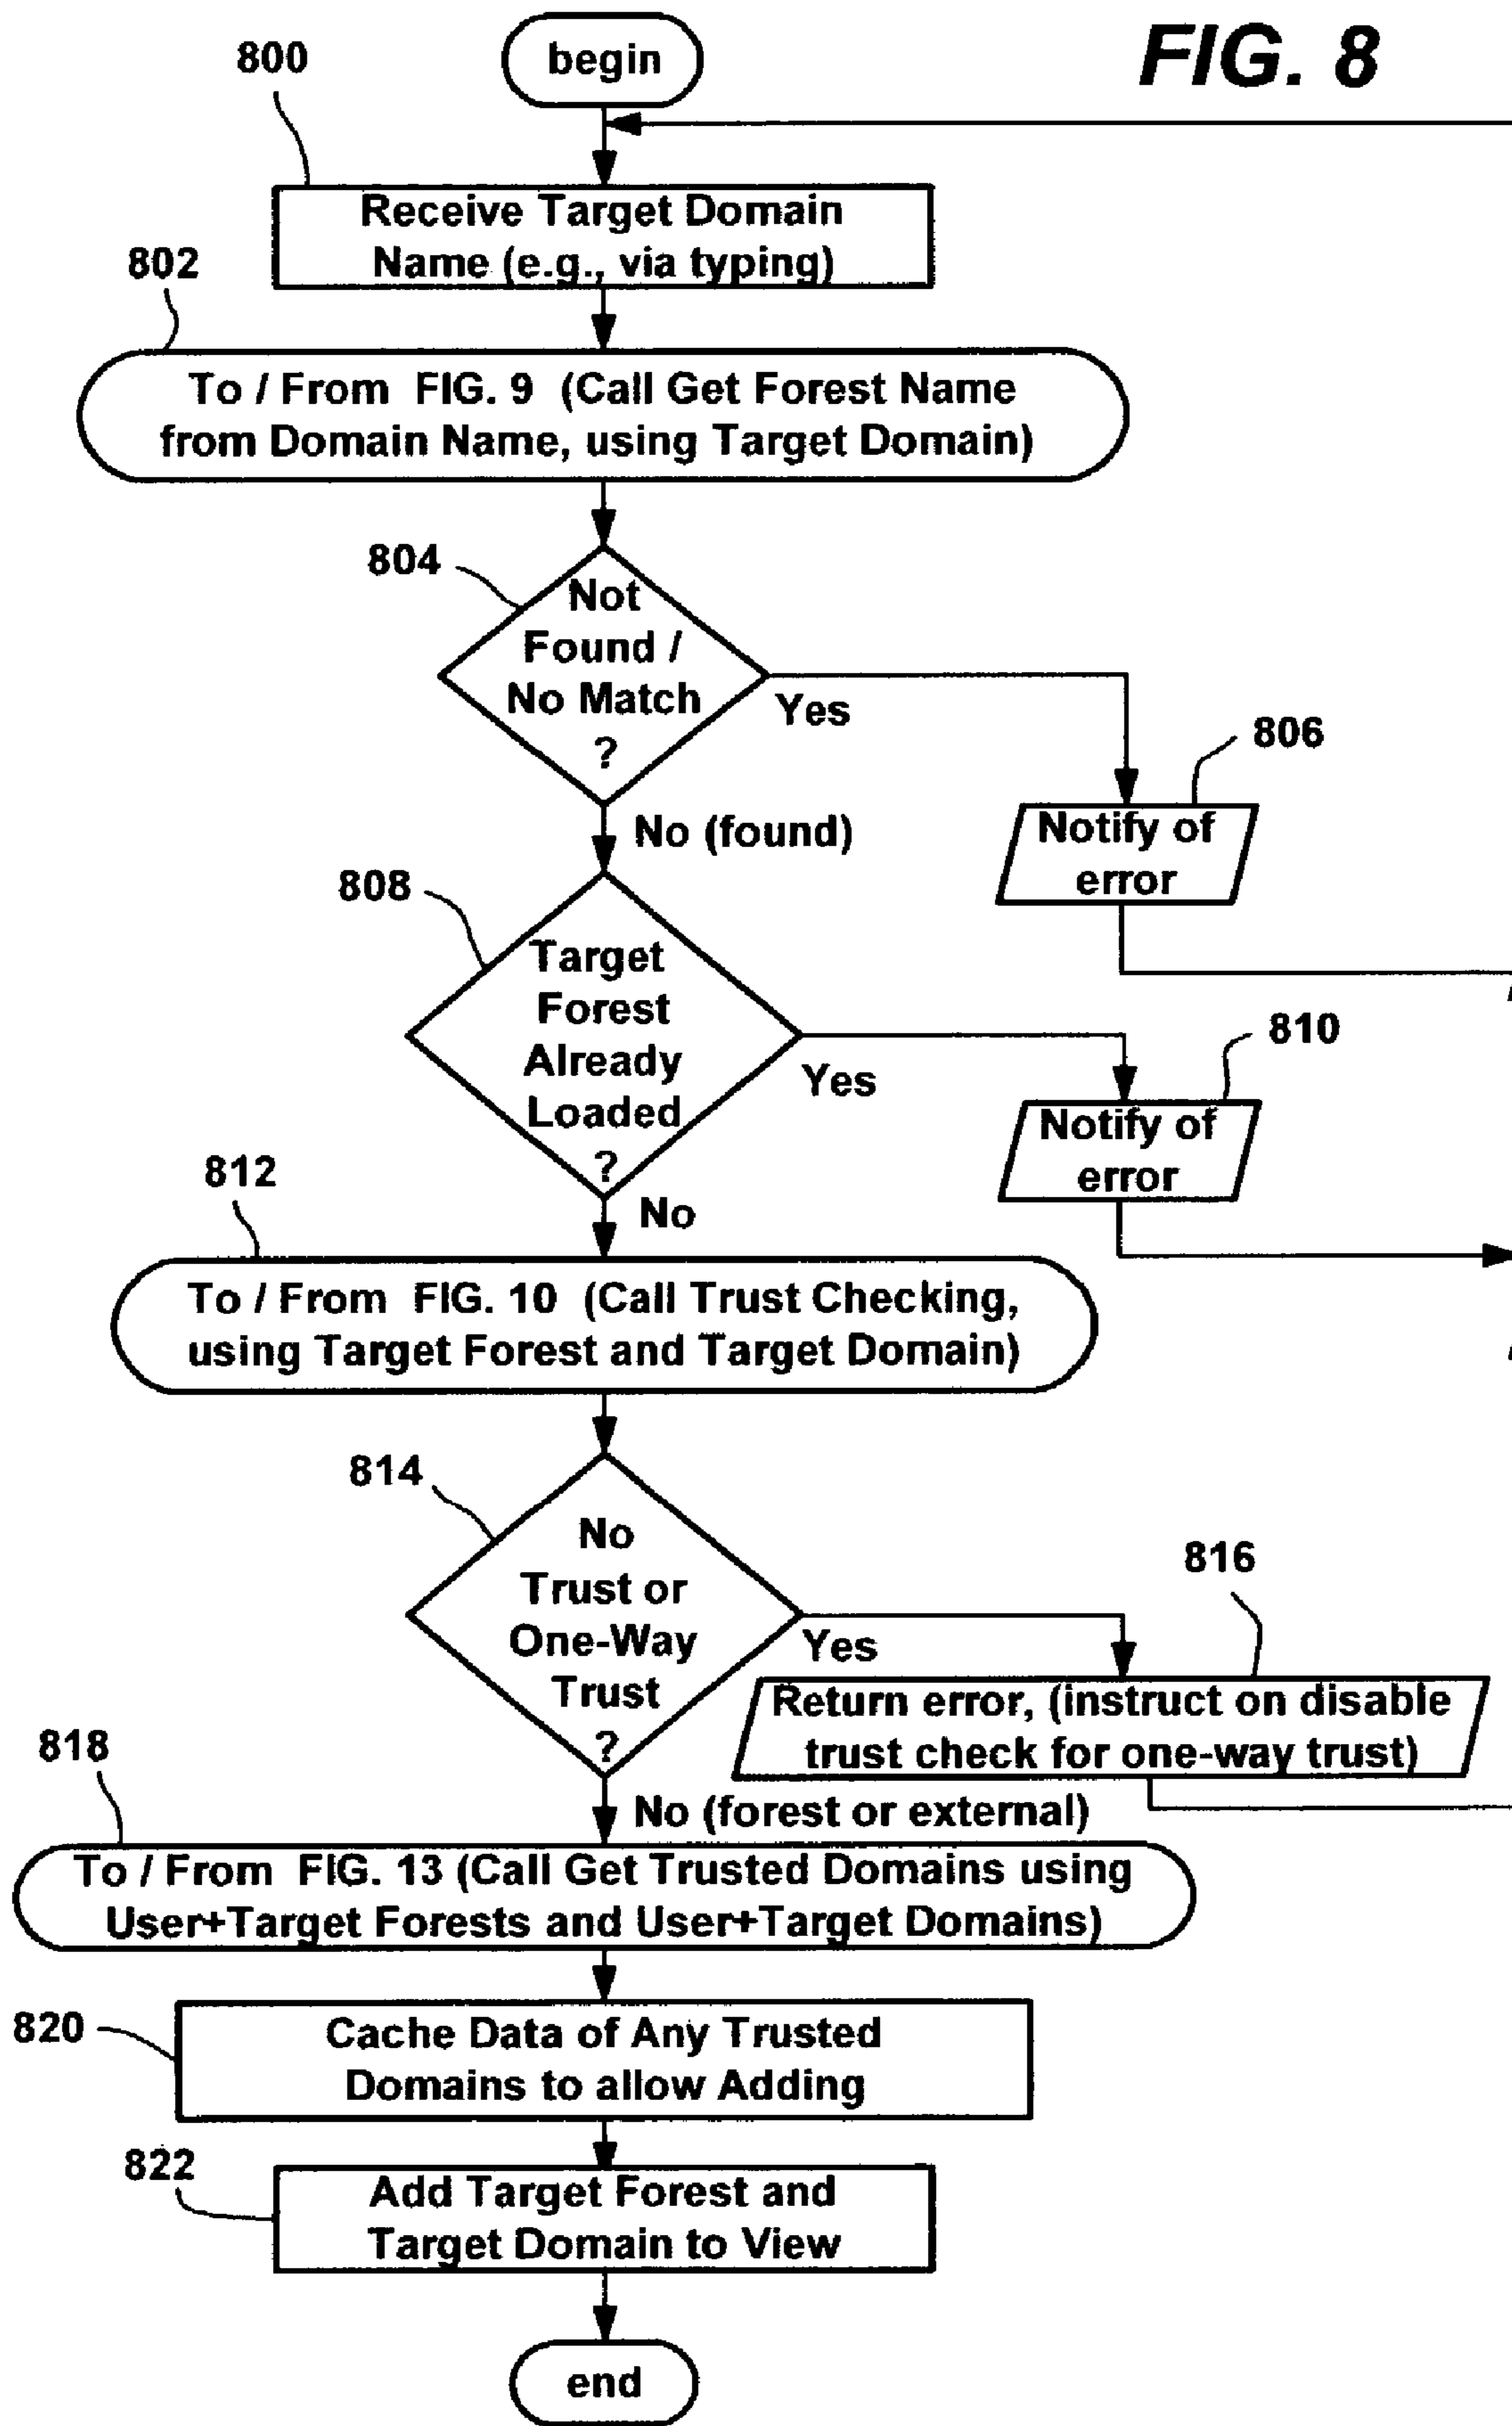 FIG. 8
begin
800
Receive Target Domain
Name (e.g., via typing)
802
To / From FIG. 9 (Call Get Forest Name
from Domain Name, using Target Domain)
804
Not
Found /
No Match
?
Yes
806
Notify of
error
No (found)
808
Target
Forest
Already
Loaded
?
Yes
810
Notify of
error
No
812
To / From FIG. 10 (Call Trust Checking,
using Target Forest and Target Domain)
814
No
Trust or
One-Way
Trust
?
Yes
816
Return error, (instruct on disable
trust check for one-way trust)
No (forest or external)
818
To / From FIG. 13 (Call Get Trusted Domains using
User+Target Forests and User+Target Domains)
820
Cache Data of Any Trusted
Domains to allow Adding
822
Add Target Forest and
Target Domain to View
end